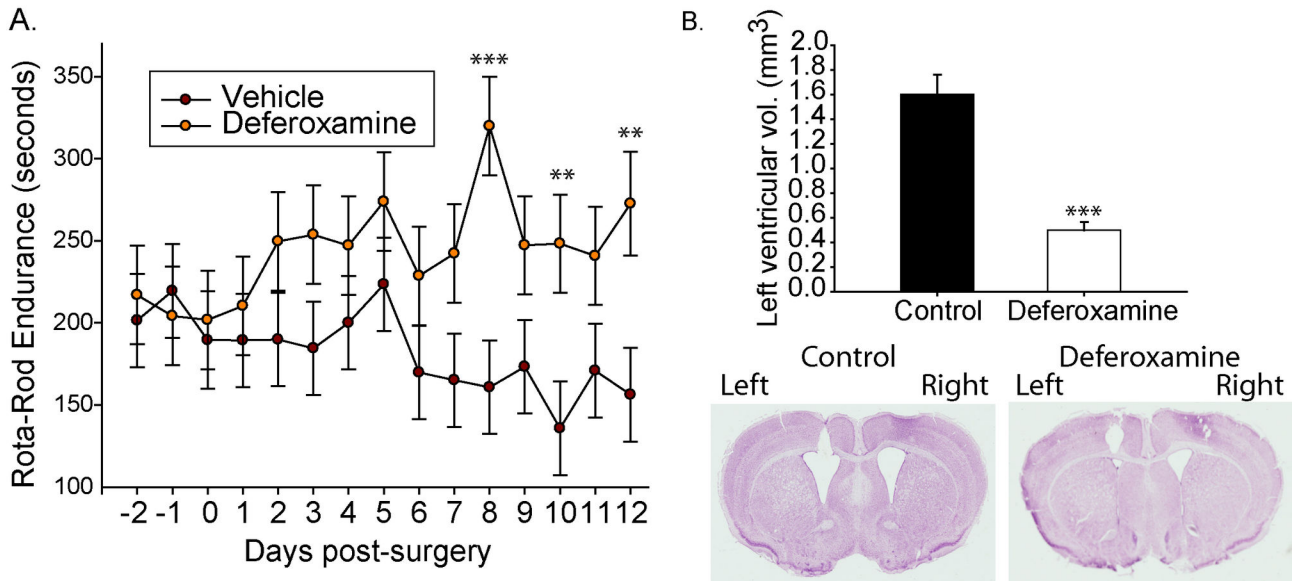 A.
Rota-Rod Endurance (seconds)
350
300
250
200
150
100
Vehicle
Deferoxamine
***
**
**
-2 -1 0 1 2 3 4 5 6 7 8 9 10 11 12
Days post-surgery
B.
Left ventricular vol. (mm³)
2.0
1.8
1.6
1.4
1.2
1.0
0.8
0.6
0.4
0.2
0.0
***
Control Deferoxamine
Control Deferoxamine
Left Right Left Right